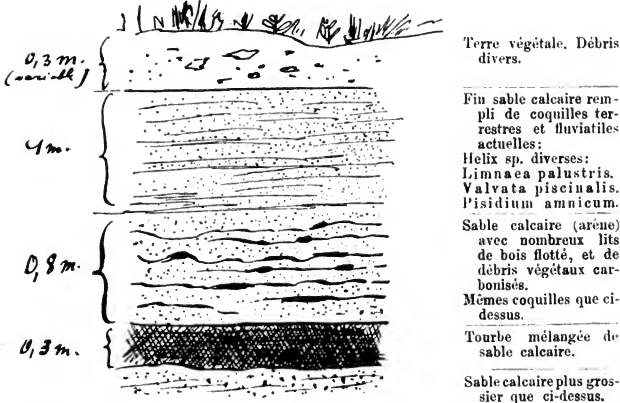 0,3 m.
(variable)
Terre végétale. Débris
divers.
1 m.
Fin sable calcaire rem-
pli de coquilles ter-
restres et fluviatiles
actuelles:
Helix sp. diverses:
Limnaea palustris.
Valvata piscinalis.
Pisidium amnicum.
0,8 m.
Sable calcaire (arène)
avec nombreux lits
de bois flotté, et de
débris végétaux car-
bonisés.
Mêmes coquilles que ci-
dessus.
0,3 m.
Tourbe mélangée de
sable calcaire.
Sable calcaire plus gros-
sier que ci-dessus.